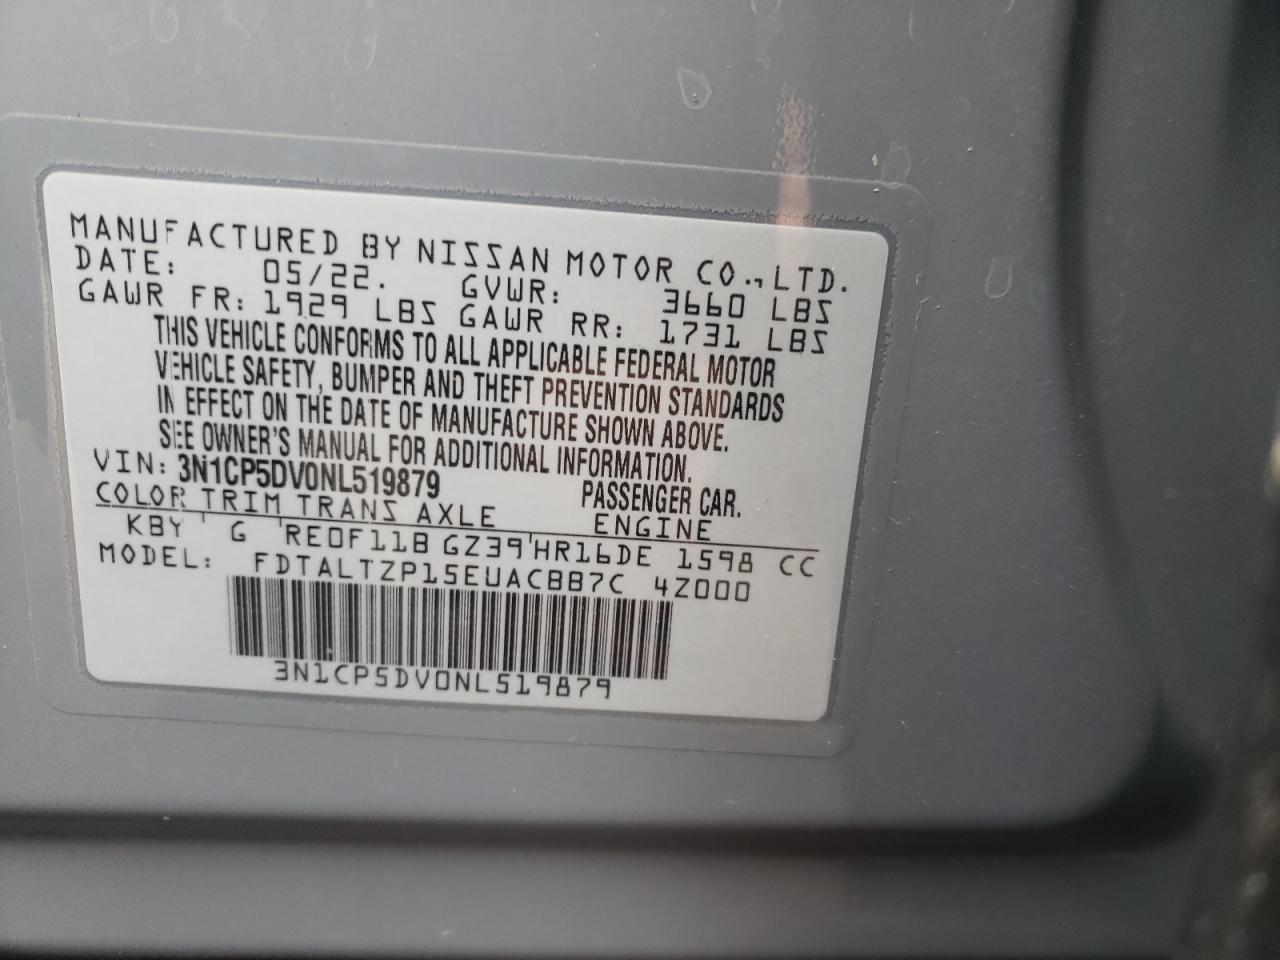 MANUFACTURED BY NISSAN MOTOR CO., LTD.
DATE: 05/22. GVWR: 3660 LBS
GAWR FR: 1929 LBS GAWR RR: 1731 LBS
THIS VEHICLE CONFORMS TO ALL APPLICABLE FEDERAL MOTOR
VEHICLE SAFETY, BUMPER AND THEFT PREVENTION STANDARDS
IN EFFECT ON THE DATE OF MANUFACTURE SHOWN ABOVE.
SEE OWNER'S MANUAL FOR ADDITIONAL INFORMATION.
VIN: 3N1CP5DV0NL519879 PASSENGER CAR.
COLOR TRIM TRANS AXLE ENGINE
KBY G RE0F11B GZ39 HR16DE 1598 CC
MODEL: FDTALTZP15EUACBB7C 4Z000
3N1CP5DV0NL519879